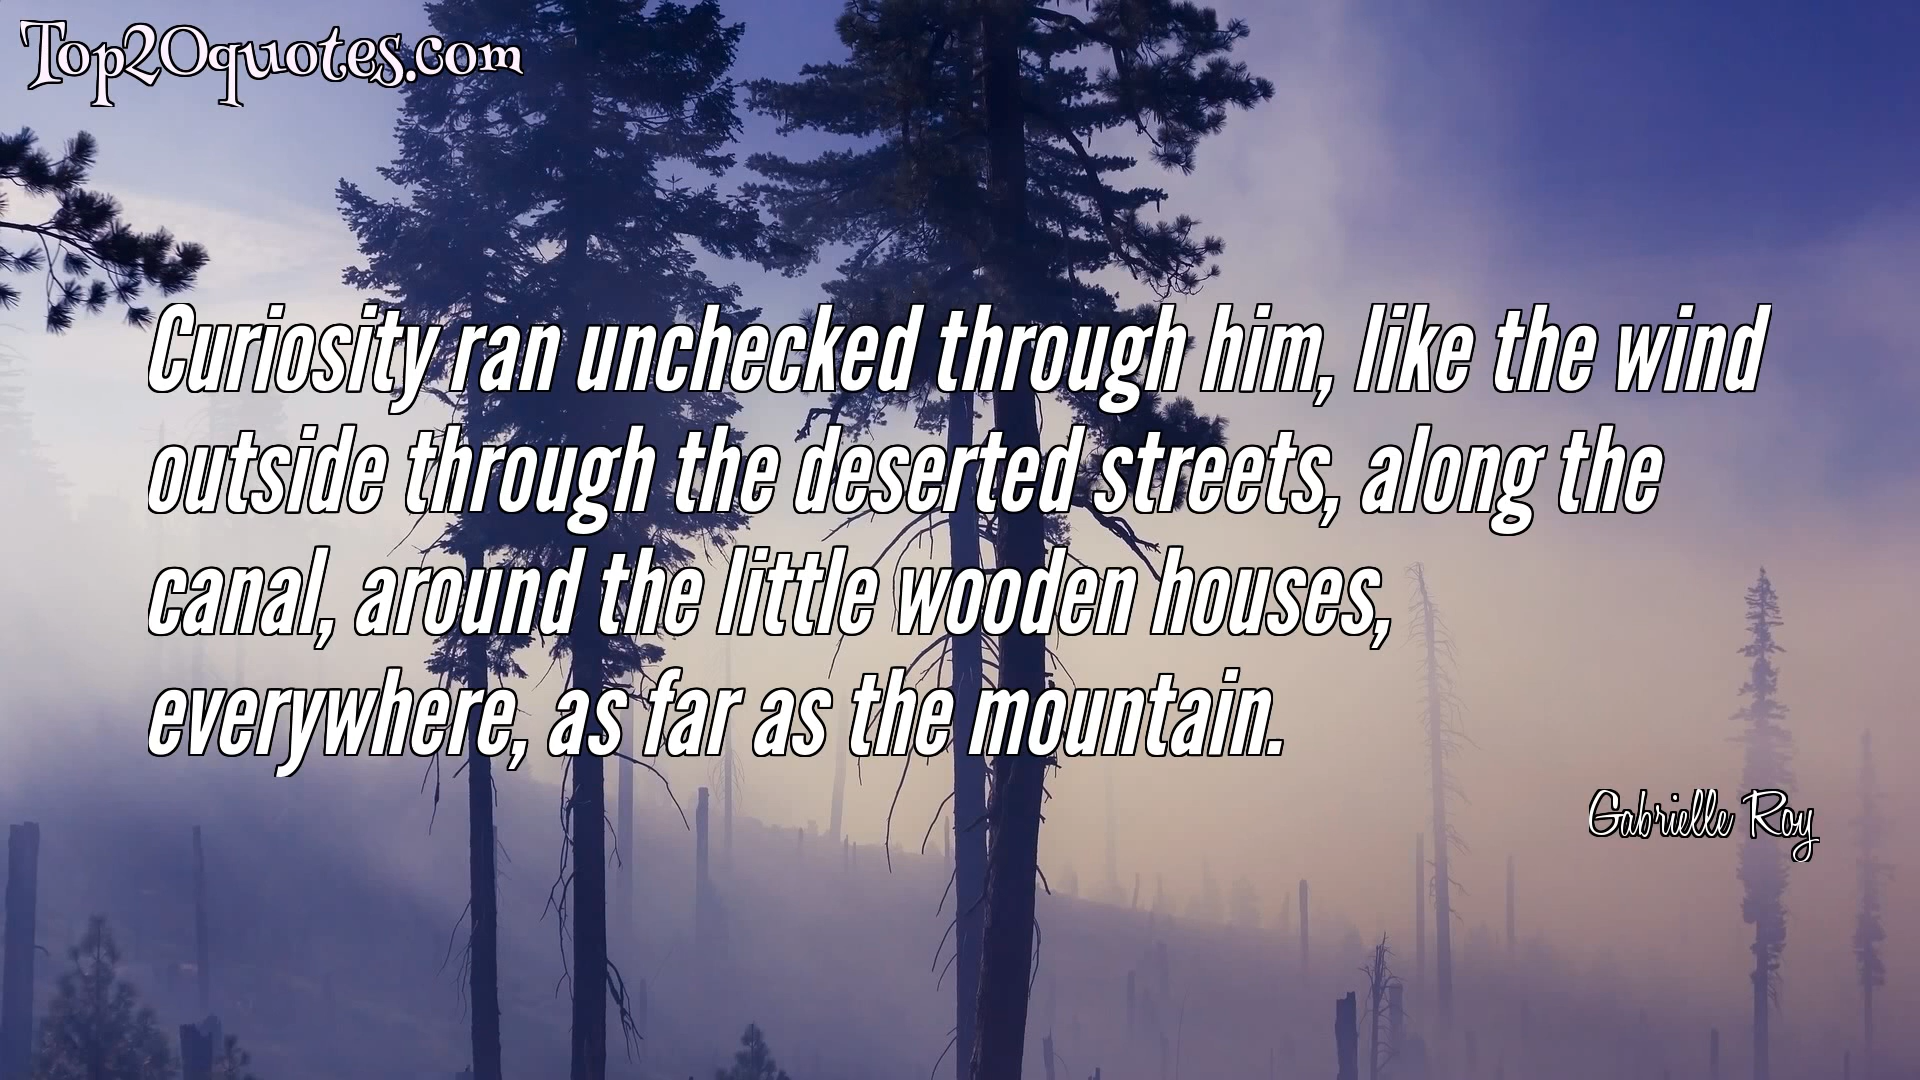 Top20quotes.com
Curiosity ran unchecked through him, like the wind
outside through the deserted streets, along the
canal, around the little wooden houses,
everywhere, as far as the mountain.
Gabrielle Roy